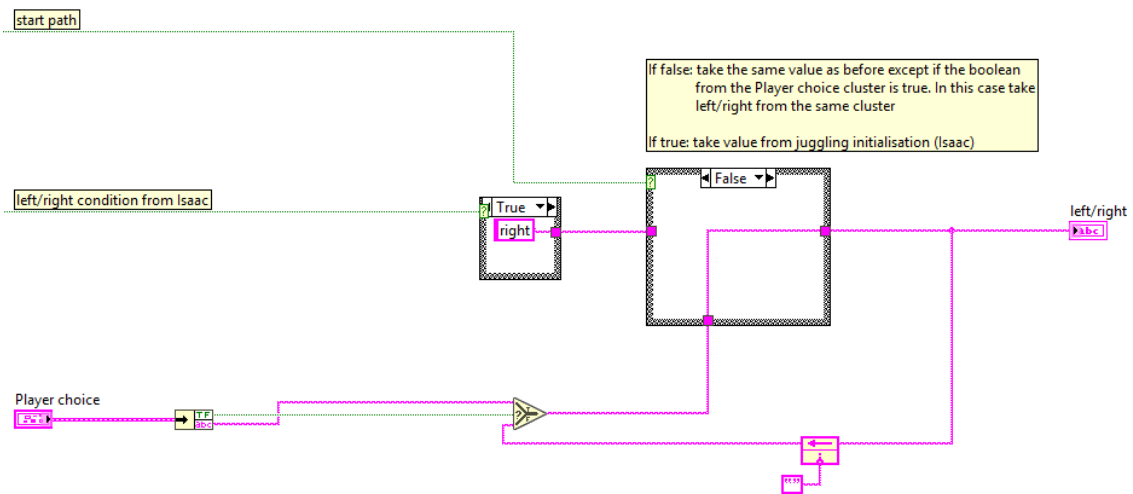 start path
If false: take the same value as before except if the boolean
from the Player choice cluster is true. In this case take
left/right from the same cluster
If true: take value from juggling initialisation (Isaac)
False
left/right condition from Isaac
True
right
left/right
abc
Player choice
TF
abc
?
T
F
""